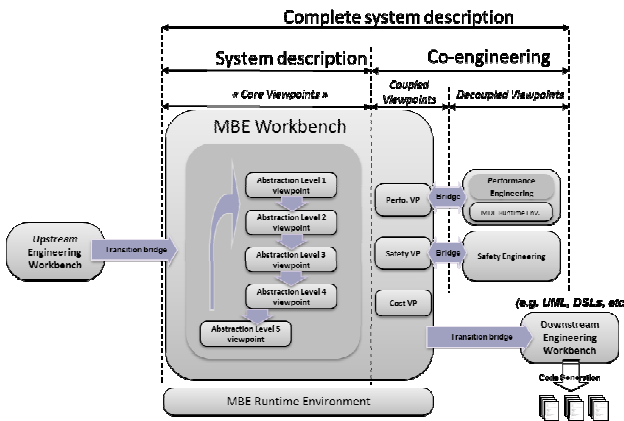 Complete system description
System description
Co-engineering
« Core Viewpoints »
Coupled
Viewpoints
Decoupled Viewpoints
MBE Workbench
Abstraction Level 1
viewpoint
Abstraction Level 2
viewpoint
Abstraction Level 3
viewpoint
Abstraction Level 4
viewpoint
Abstraction Level 5
viewpoint
Upstream
Engineering
Workbench
Transition bridge
Perfo. VP
Bridge
Performance
Engineering
MDE Runtime Env.
Safety VP
Bridge
Safety Engineering
Cost VP
(e.g. UML, DSLs, etc
Transition bridge
Downstream
Engineering
Workbench
Code Generation
MBE Runtime Environment